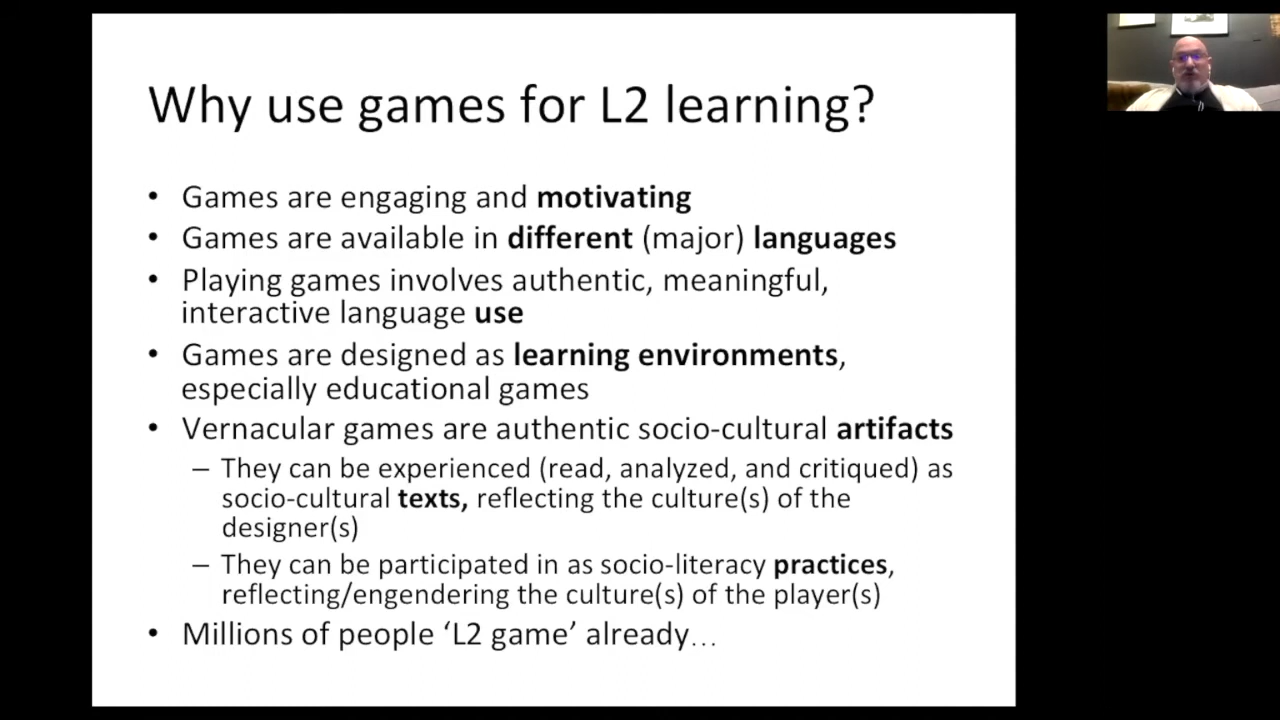 Why use games for L2 learning?
• Games are engaging and motivating
• Games are available in different (major) languages
• Playing games involves authentic, meaningful,
interactive language use
• Games are designed as learning environments,
especially educational games
• Vernacular games are authentic socio-cultural artifacts
– They can be experienced (read, analyzed, and critiqued) as
socio-cultural texts, reflecting the culture(s) of the
designer(s)
– They can be participated in as socio-literacy practices,
reflecting/engendering the culture(s) of the player(s)
• Millions of people ‘L2 game’ already…